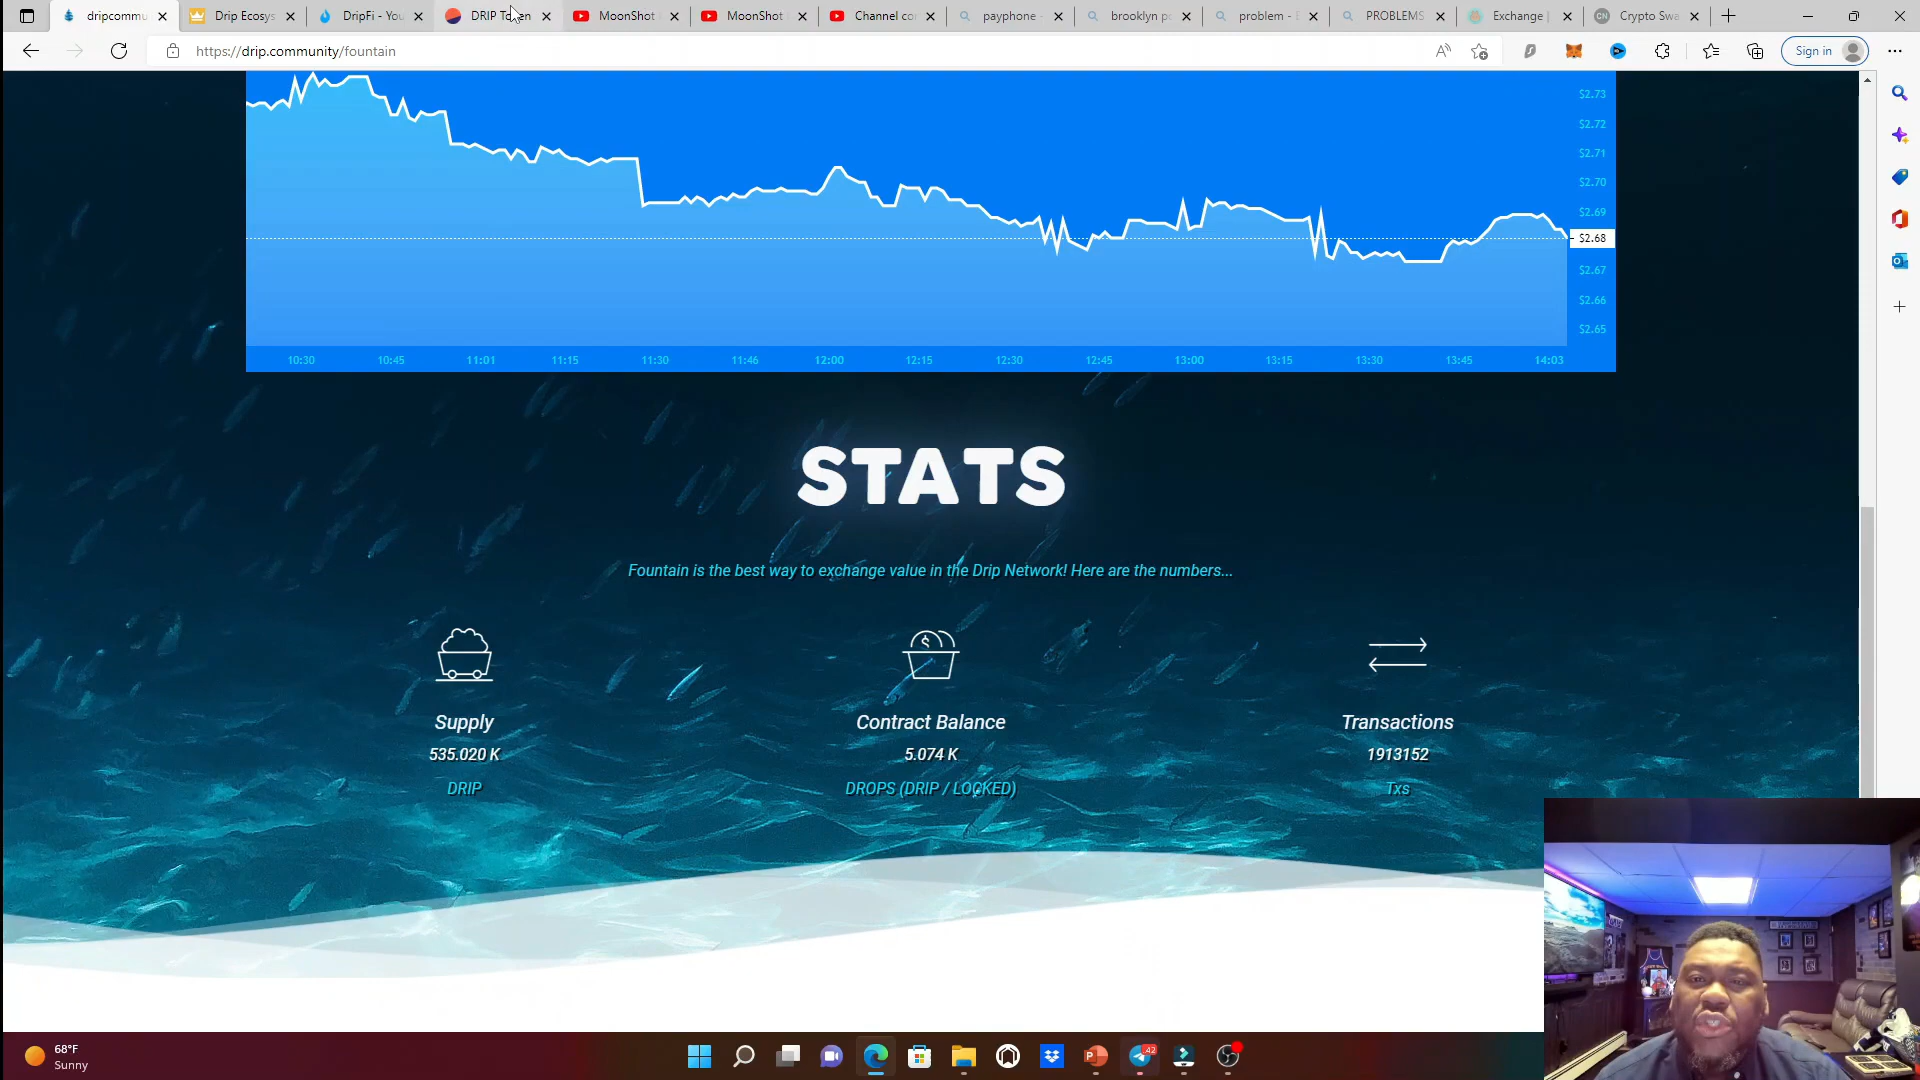 dripcommu
Drip Ecosys
DripFi - You
DRIP Token
MoonShot
MoonShot
Channel co
payphone -
brooklyn p
problem -
PROBLEMS
Exchange |
Crypto Swa
https://drip.community/fountain
Sign in
$2.73
$2.72
$2.71
$2.70
$2.69
$2.68
$2.67
$2.66
$2.65
10:30 10:45 11:01 11:15 11:30 11:46 12:00 12:15 12:30 12:45 13:00 13:15 13:30 13:45 14:03
STATS
Fountain is the best way to exchange value in the Drip Network! Here are the numbers...
Supply
535.020 K
DRIP
Contract Balance
5.074 K
DROPS (DRIP / LOCKED)
Transactions
1913152
Txs
68°F
Sunny
42